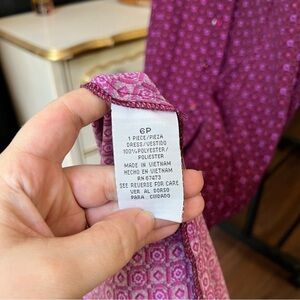 6P
1 PIECE/PIEZA
DRESS/VESTIDO
100%POLYESTER/
POLIESTER
MADE IN VIETNAM
HECHO EN VIETNAM
RN 67473
SEE REVERSE FOR CARE
VER AL DORSO
PARA CUIDADO